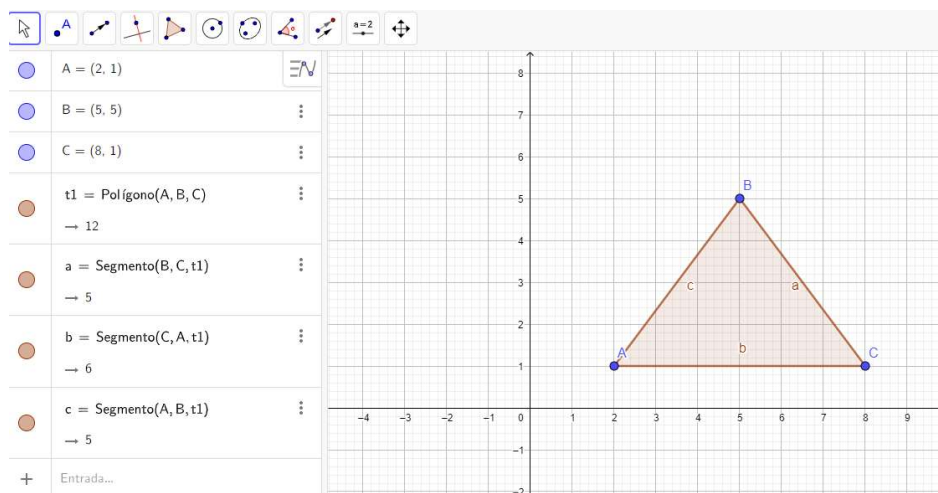 A
a=2
A = (2, 1)
B = (5, 5)
C = (8, 1)
t1 = Polígono(A, B, C)
→ 12
a = Segmento(B, C, t1)
→ 5
b = Segmento(C, A, t1)
→ 6
c = Segmento(A, B, t1)
→ 5
+ Entrada...
8
7
6
5
4
3
2
1
−4 −3 −2 −1 0 1 2 3 4 5 6 7 8 9
−1
−2
B
c a
A b C